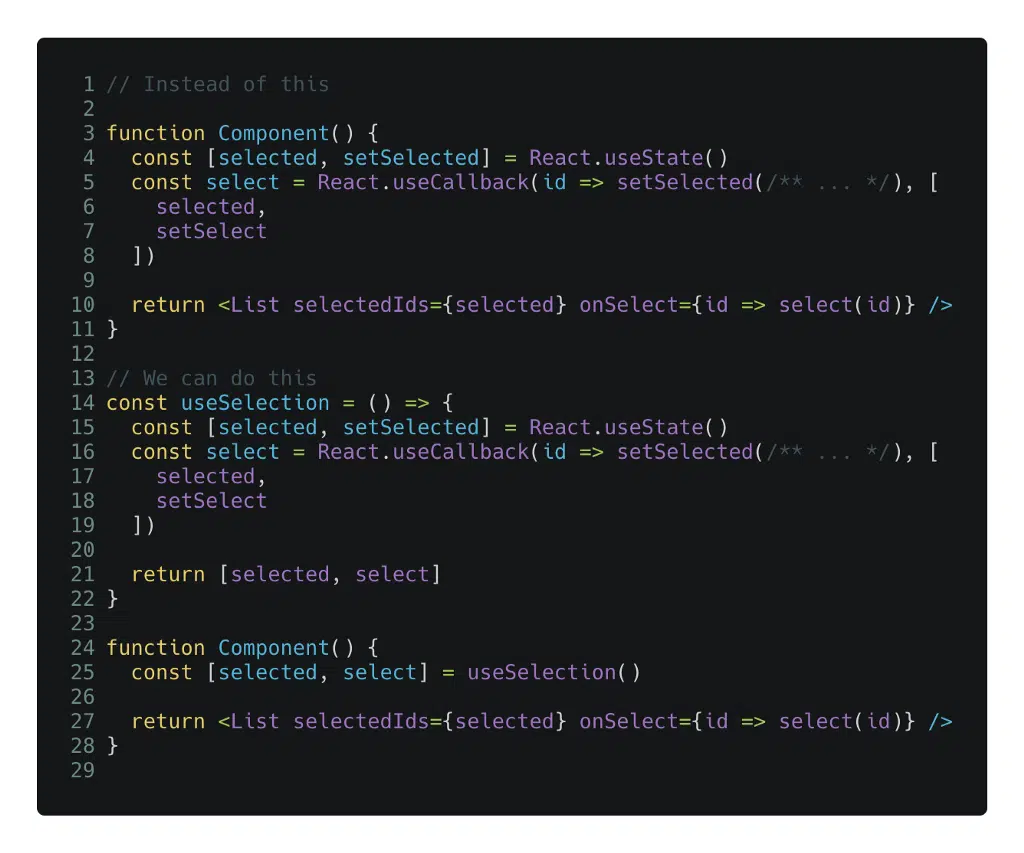 1 // Instead of this
2
3 function Component() {
4   const [selected, setSelected] = React.useState()
5   const select = React.useCallback(id => setSelected(/** ... */), [
6     selected,
7     setSelect
8   ])
9
10   return <List selectedIds={selected} onSelect={id => select(id)} />
11 }
12
13 // We can do this
14 const useSelection = () => {
15   const [selected, setSelected] = React.useState()
16   const select = React.useCallback(id => setSelected(/** ... */), [
17     selected,
18     setSelect
19   ])
20
21   return [selected, select]
22 }
23
24 function Component() {
25   const [selected, select] = useSelection()
26
27   return <List selectedIds={selected} onSelect={id => select(id)} />
28 }
29